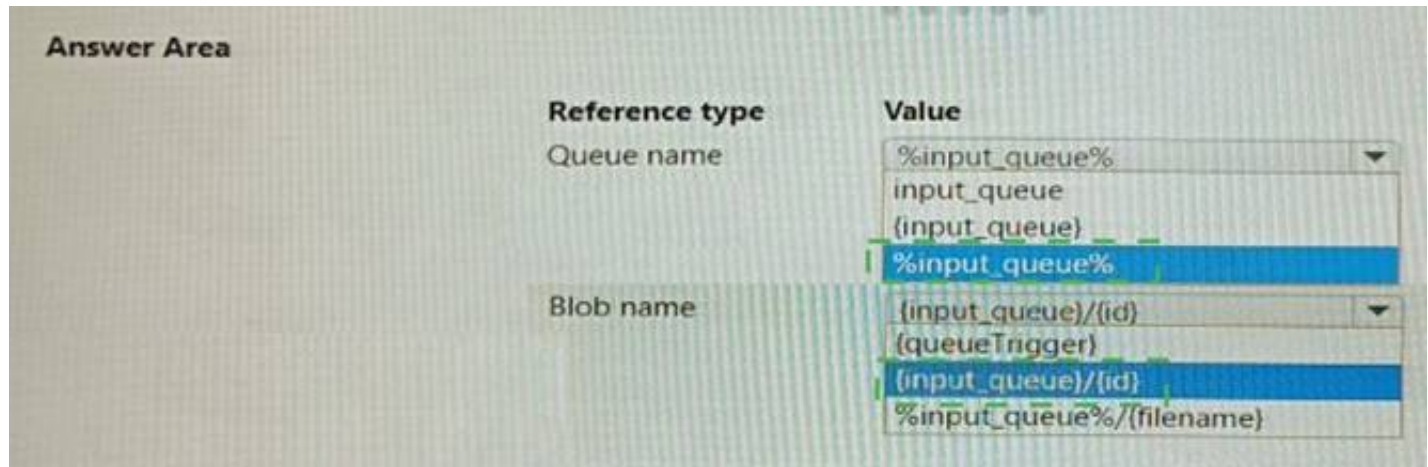 Answer Area
Reference type Value
Queue name %input_queue%
input_queue
{input_queue}
%input_queue%
Blob name {input_queue}/{id}
{queueTrigger}
{input_queue}/{id}
%input_queue%/{filename}